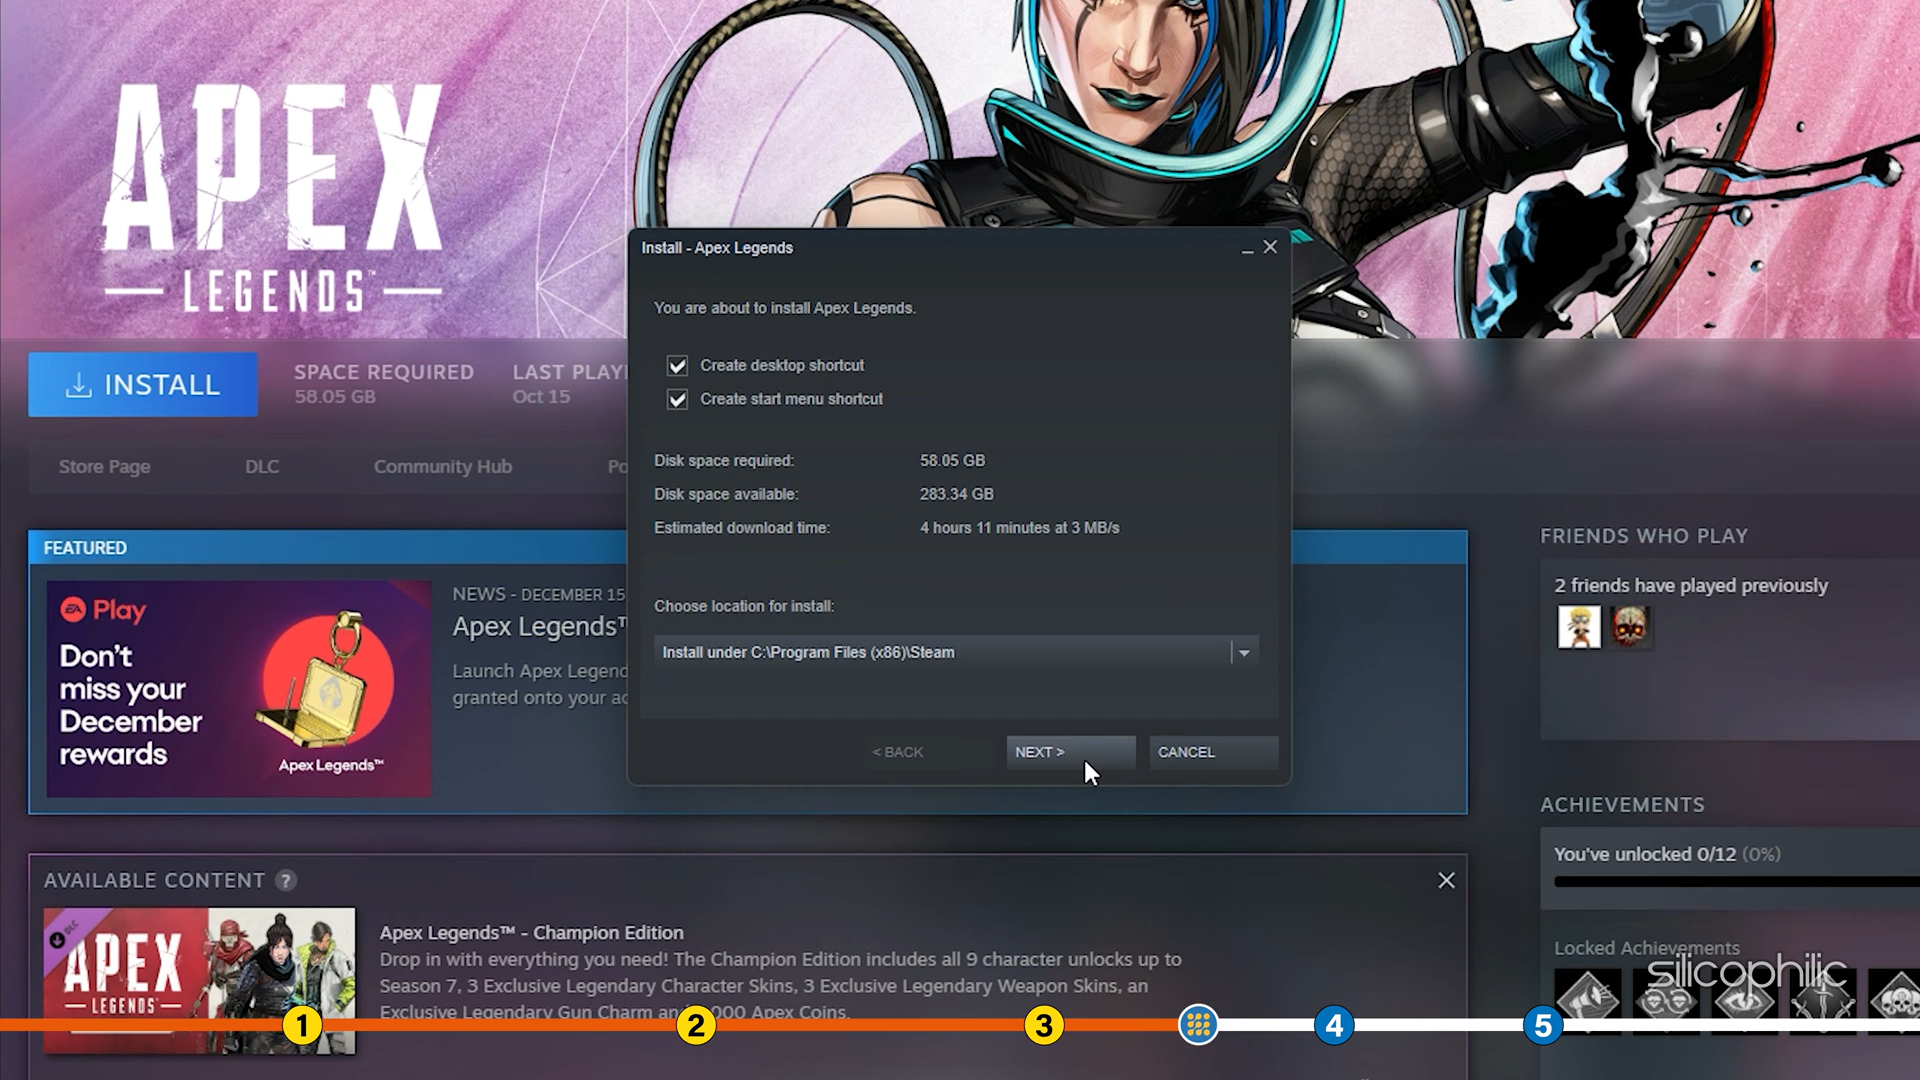 APEX
LEGENDS™
Install - Apex Legends
You are about to install Apex Legends.
Create desktop shortcut
Create start menu shortcut
Disk space required: 58.05 GB
Disk space available: 283.34 GB
Estimated download time: 4 hours 11 minutes at 3 MB/s
Choose location for install:
Install under C:\Program Files (x86)\Steam
< BACK
NEXT >
CANCEL
INSTALL
SPACE REQUIRED
58.05 GB
LAST PLAY
Oct 15
Store Page
DLC
Community Hub
Po
FEATURED
EA Play
Don't
miss your
December
rewards
Apex Legends™
NEWS - DECEMBER 15
Apex Legends™
Launch Apex Legend
granted onto your ac
FRIENDS WHO PLAY
2 friends have played previously
ACHIEVEMENTS
You've unlocked 0/12 (0%)
Locked Achievements
silicophilic
AVAILABLE CONTENT ?
DLC
APEX
LEGENDS™
Apex Legends™ - Champion Edition
Drop in with everything you need! The Champion Edition includes all 9 character unlocks up to
Season 7, 3 Exclusive Legendary Character Skins, 3 Exclusive Legendary Weapon Skins, an
Exclusive Legendary Gun Charm an 000 Apex Coins.
1
2
3
4
5